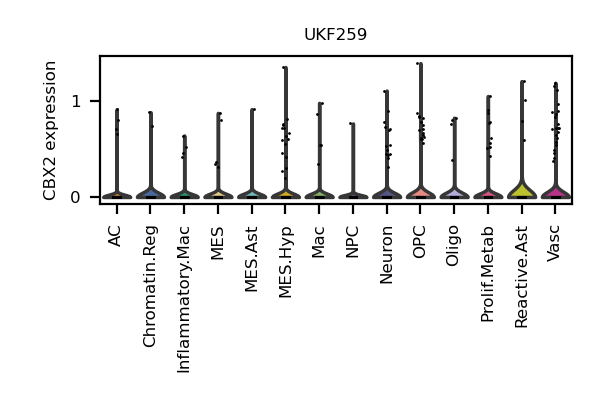 UKF259
CBX2 expression
1
0
AC
Chromatin.Reg
Inflammatory.Mac
MES
MES.Ast
MES.Hyp
Mac
NPC
Neuron
OPC
Oligo
Prolif.Metab
Reactive.Ast
Vasc